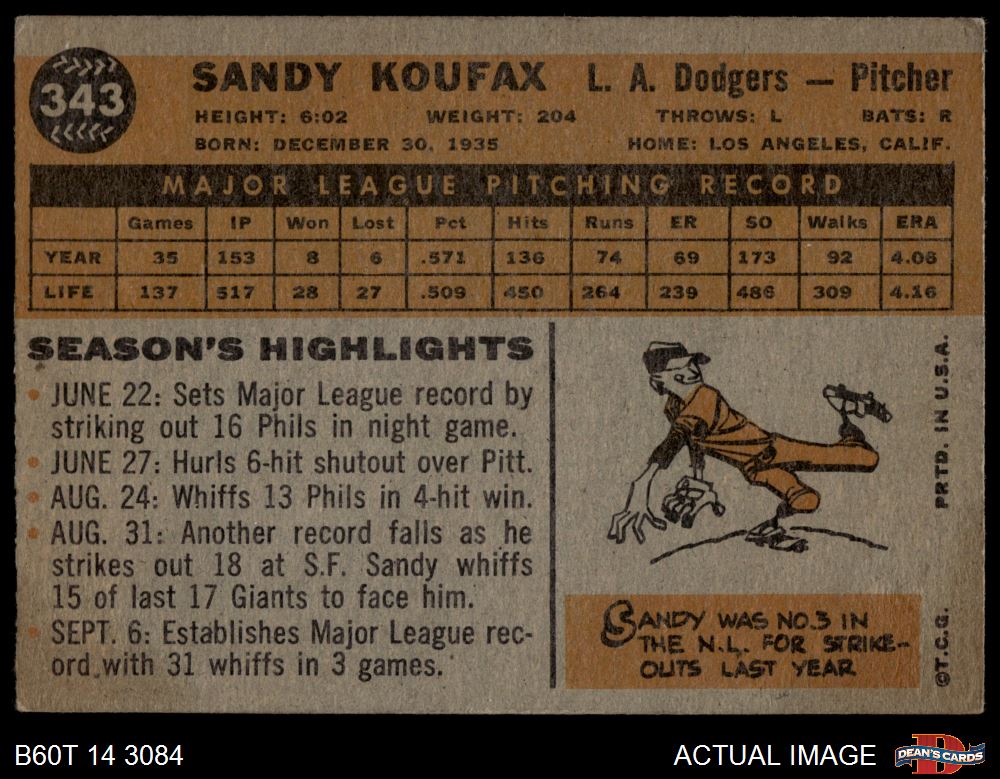 343
SANDY KOUFAX L. A. Dodgers — Pitcher
HEIGHT: 6:02 WEIGHT: 204 THROWS: L BATS: R
BORN: DECEMBER 30, 1935 HOME: LOS ANGELES, CALIF.
MAJOR LEAGUE PITCHING RECORD
Games IP Won Lost Pct Hits Runs ER SO Walks ERA
YEAR 35 153 8 6 .571 136 74 69 173 92 4.06
LIFE 137 517 28 27 .509 450 264 239 486 309 4.16
SEASON'S HIGHLIGHTS
• JUNE 22: Sets Major League record by
striking out 16 Phils in night game.
• JUNE 27: Hurls 6-hit shutout over Pitt.
• AUG. 24: Whiffs 13 Phils in 4-hit win.
• AUG. 31: Another record falls as he
strikes out 18 at S.F. Sandy whiffs
15 of last 17 Giants to face him.
• SEPT. 6: Establishes Major League rec-
ord with 31 whiffs in 3 games.
SANDY WAS NO.3 IN
THE N.L. FOR STRIKE-
OUTS LAST YEAR
©T.C.G. PRTD. IN U.S.A.
B60T 14 3084 ACTUAL IMAGE
DEAN'S CARDS